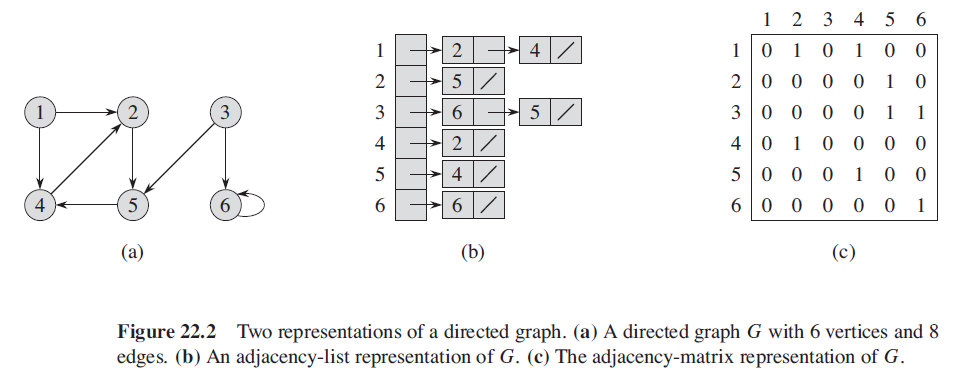 1 2 3
4 5 6
(a)
1 2 4
2 5
3 6 5
4 2
5 4
6 6
(b)
1 2 3 4 5 6
1 0 1 0 1 0 0
2 0 0 0 0 1 0
3 0 0 0 0 1 1
4 0 1 0 0 0 0
5 0 0 0 1 0 0
6 0 0 0 0 0 1
(c)
Figure 22.2 Two representations of a directed graph. (a) A directed graph G with 6 vertices and 8
edges. (b) An adjacency-list representation of G. (c) The adjacency-matrix representation of G.